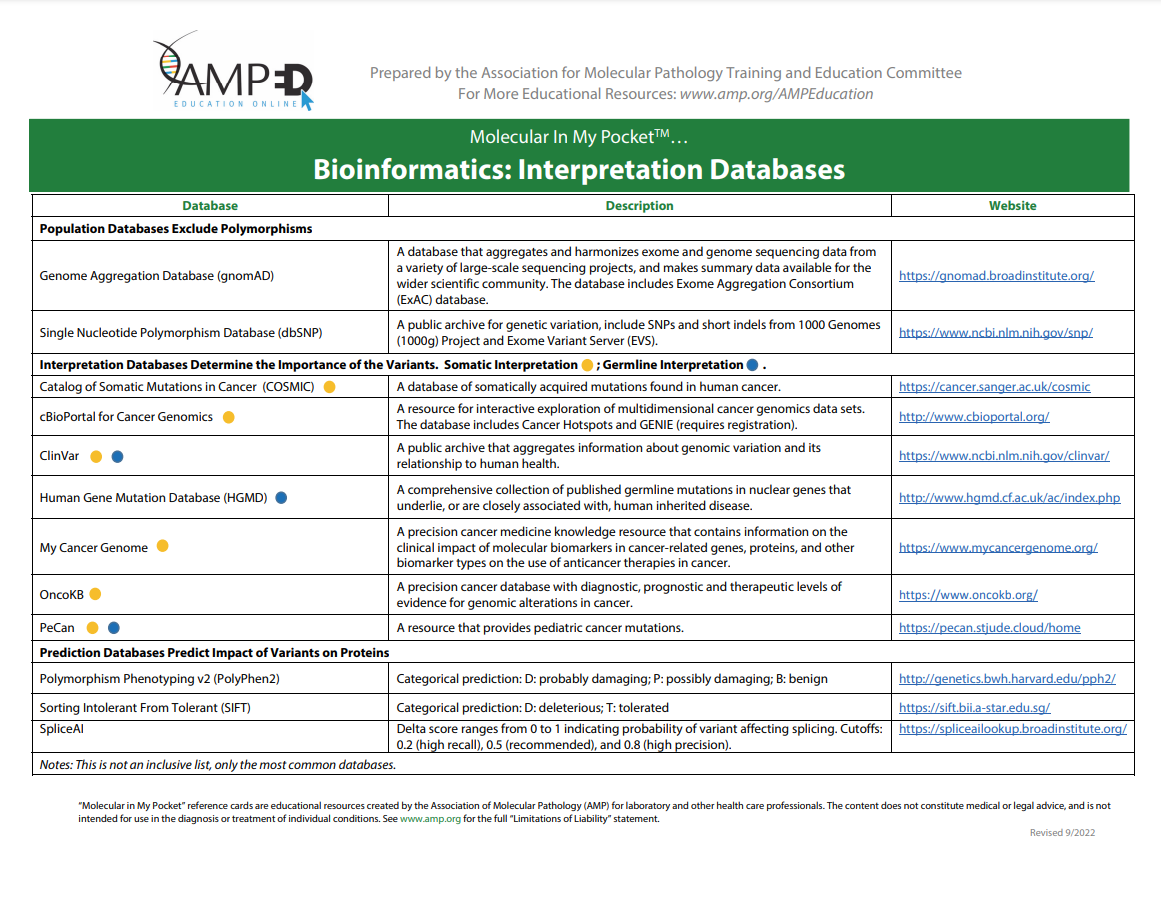 AMPED
EDUCATION ONLINE
Prepared by the Association for Molecular Pathology Training and Education Committee
For More Educational Resources: www.amp.org/AMPEducation
Molecular In My Pocket™…
Bioinformatics: Interpretation Databases
Database Description Website
Population Databases Exclude Polymorphisms
Genome Aggregation Database (gnomAD)
A database that aggregates and harmonizes exome and genome sequencing data from
a variety of large-scale sequencing projects, and makes summary data available for the
wider scientific community. The database includes Exome Aggregation Consortium
(ExAC) database.
https://gnomad.broadinstitute.org/
Single Nucleotide Polymorphism Database (dbSNP)
A public archive for genetic variation, include SNPs and short indels from 1000 Genomes
(1000g) Project and Exome Variant Server (EVS).
https://www.ncbi.nlm.nih.gov/snp/
Interpretation Databases Determine the Importance of the Variants. Somatic Interpretation ; Germline Interpretation .
Catalog of Somatic Mutations in Cancer (COSMIC)
A database of somatically acquired mutations found in human cancer.
https://cancer.sanger.ac.uk/cosmic
cBioPortal for Cancer Genomics
A resource for interactive exploration of multidimensional cancer genomics data sets.
The database includes Cancer Hotspots and GENIE (requires registration).
http://www.cbioportal.org/
ClinVar
A public archive that aggregates information about genomic variation and its
relationship to human health.
https://www.ncbi.nlm.nih.gov/clinvar/
Human Gene Mutation Database (HGMD)
A comprehensive collection of published germline mutations in nuclear genes that
underlie, or are closely associated with, human inherited disease.
http://www.hgmd.cf.ac.uk/ac/index.php
My Cancer Genome
A precision cancer medicine knowledge resource that contains information on the
clinical impact of molecular biomarkers in cancer-related genes, proteins, and other
biomarker types on the use of anticancer therapies in cancer.
https://www.mycancergenome.org/
OncoKB
A precision cancer database with diagnostic, prognostic and therapeutic levels of
evidence for genomic alterations in cancer.
https://www.oncokb.org/
PeCan
A resource that provides pediatric cancer mutations.
https://pecan.stjude.cloud/home
Prediction Databases Predict Impact of Variants on Proteins
Polymorphism Phenotyping v2 (PolyPhen2)
Categorical prediction: D: probably damaging; P: possibly damaging; B: benign
http://genetics.bwh.harvard.edu/pph2/
Sorting Intolerant From Tolerant (SIFT)
Categorical prediction: D: deleterious; T: tolerated
https://sift.bii.a-star.edu.sg/
SpliceAI
Delta score ranges from 0 to 1 indicating probability of variant affecting splicing. Cutoffs:
0.2 (high recall), 0.5 (recommended), and 0.8 (high precision).
https://spliceailookup.broadinstitute.org/
Notes: This is not an inclusive list, only the most common databases.
"Molecular in My Pocket" reference cards are educational resources created by the Association of Molecular Pathology (AMP) for laboratory and other health care professionals. The content does not constitute medical or legal advice, and is not
intended for use in the diagnosis or treatment of individual conditions. See www.amp.org for the full "Limitations of Liability" statement.
Revised 9/2022